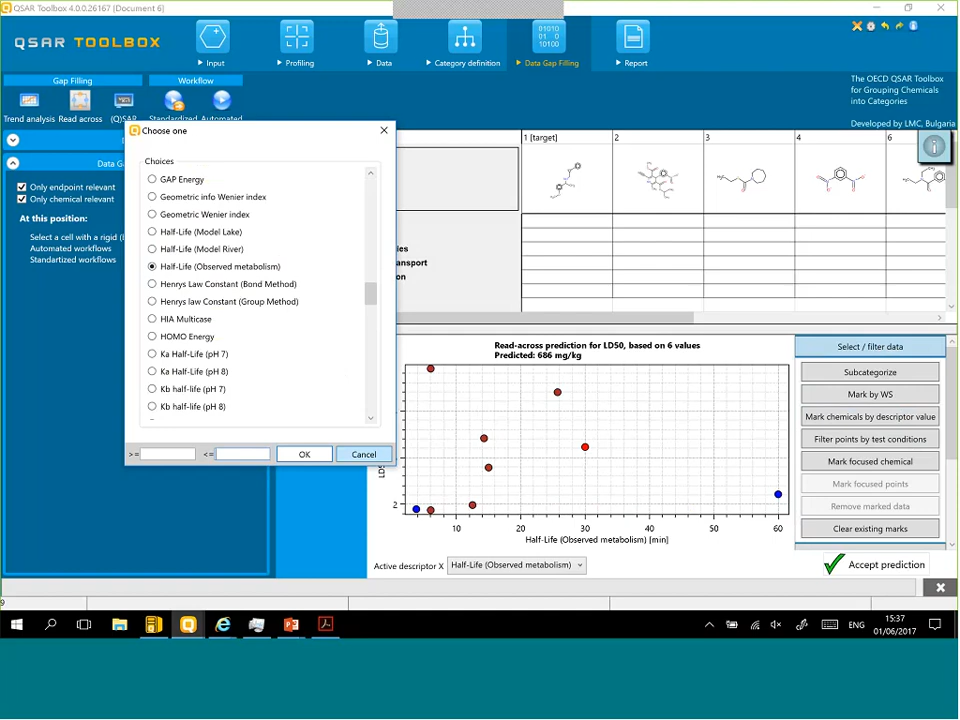 QSAR Toolbox 4.0.0.26167 [Document 6]
QSAR TOOLBOX
Input
Profiling
Data
Category definition
Data Gap Filling
Report
01010
01 0
10100
Gap Filling
Workflow
Trend analysis
Read across
(Q)SAR
Standardized
Automated
The OECD QSAR Toolbox
for Grouping Chemicals
into Categories
Developed by LMC, Bulgaria
Data Ga
Only endpoint relevant
Only chemical relevant
At this position:
Select a cell with a rigid (b
Automated workflows
Standartized workflows
Choose one
Choices
GAP Energy
Geometric info Wenier index
Geometric Wenier index
Half-Life (Model Lake)
Half-Life (Model River)
Half-Life (Observed metabolism)
Henrys Law Constant (Bond Method)
Henrys law Constant (Group Method)
HIA Multicase
HOMO Energy
Ka Half-Life (pH 7)
Ka Half-Life (pH 8)
Kb half-life (pH 7)
Kb half-life (pH 8)
>=
<=
OK
Cancel
1 [target]
2
3
4
6
ies
ansport
on
Read-across prediction for LD50, based on 6 values
Predicted: 686 mg/kg
LD5
2
10
20
30
40
50
60
Half-Life (Observed metabolism) [min]
Active descriptor X
Half-Life (Observed metabolism)
Select / filter data
Subcategorize
Mark by WS
Mark chemicals by descriptor value
Filter points by test conditions
Mark focused chemical
Mark focused points
Remove marked data
Clear existing marks
Accept prediction
9
ENG
15:37
01/06/2017